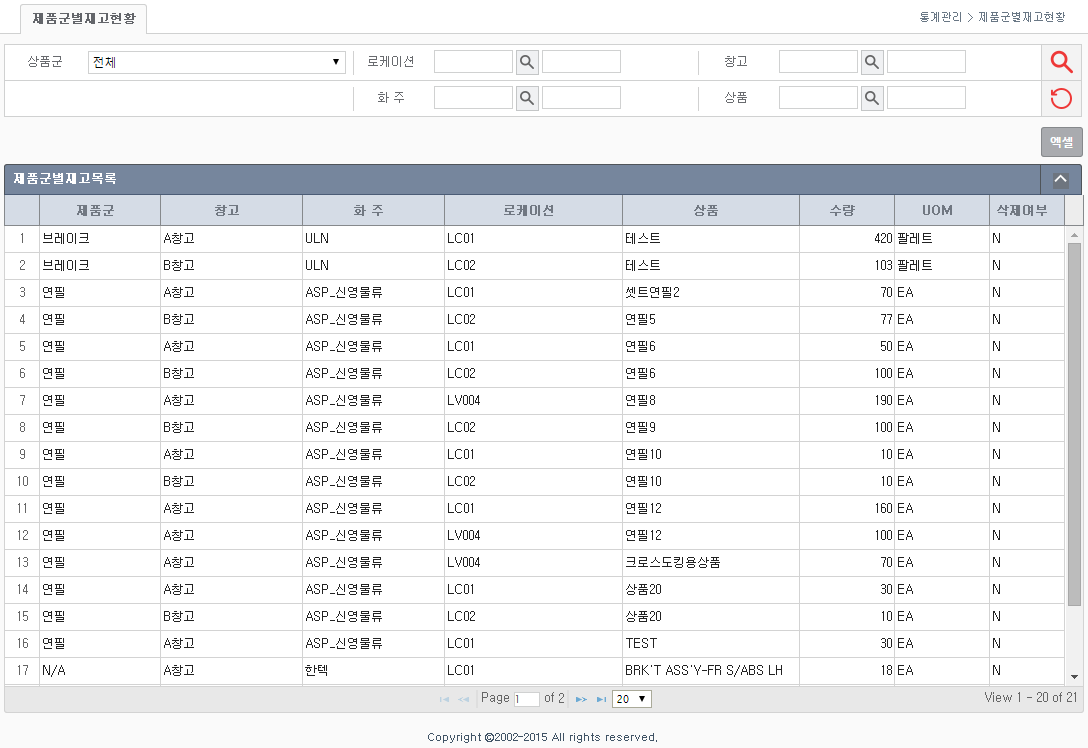 제품군별재고현황
통계관리 > 제품군별재고현황
상품군 전체 로케이션 창고
화 주 상품
엑셀
제품군별재고목록
제품군 창고 화 주 로케이션 상품 수량 UOM 삭제여부
1 브레이크 A창고 ULN LC01 테스트 420 팔레트 N
2 브레이크 B창고 ULN LC02 테스트 103 팔레트 N
3 연필 A창고 ASP_신영물류 LC01 셋트연필2 70 EA N
4 연필 B창고 ASP_신영물류 LC02 연필5 77 EA N
5 연필 A창고 ASP_신영물류 LC01 연필6 50 EA N
6 연필 B창고 ASP_신영물류 LC02 연필6 100 EA N
7 연필 A창고 ASP_신영물류 LV004 연필8 190 EA N
8 연필 B창고 ASP_신영물류 LC02 연필9 100 EA N
9 연필 A창고 ASP_신영물류 LC01 연필10 10 EA N
10 연필 B창고 ASP_신영물류 LC02 연필10 10 EA N
11 연필 A창고 ASP_신영물류 LC01 연필12 160 EA N
12 연필 A창고 ASP_신영물류 LV004 연필12 100 EA N
13 연필 A창고 ASP_신영물류 LV004 크로스도킹용상품 70 EA N
14 연필 A창고 ASP_신영물류 LC01 상품20 30 EA N
15 연필 B창고 ASP_신영물류 LC02 상품20 10 EA N
16 연필 A창고 ASP_신영물류 LC01 TEST 30 EA N
17 N/A A창고 한텍 LC01 BRK'T ASS'Y-FR S/ABS LH 18 EA N
Page 1 of 2 20 View 1 - 20 of 21
Copyright ©2002-2015 All rights reserved.